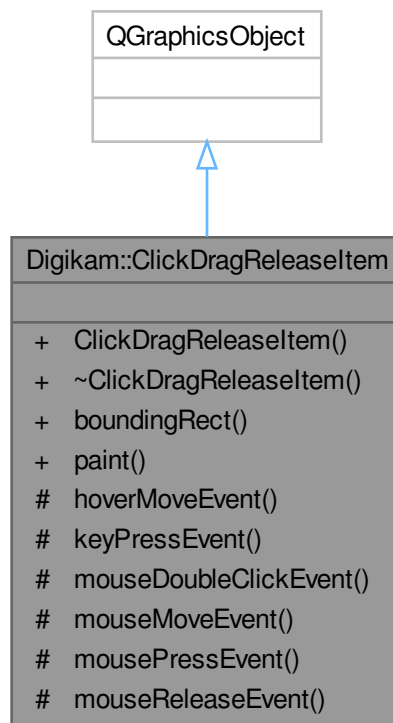 QGraphicsObject
Digikam::ClickDragReleaseItem
+ ClickDragReleaseItem()
+ ~ClickDragReleaseItem()
+ boundingRect()
+ paint()
# hoverMoveEvent()
# keyPressEvent()
# mouseDoubleClickEvent()
# mouseMoveEvent()
# mousePressEvent()
# mouseReleaseEvent()